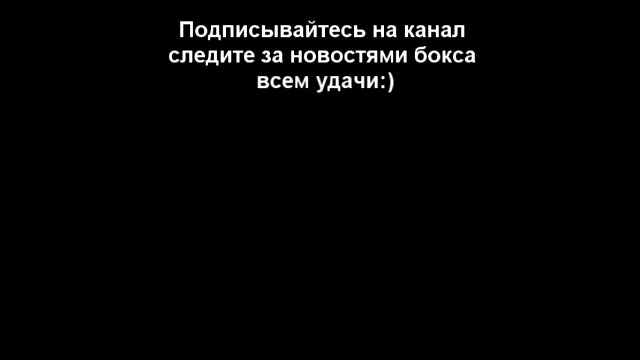 Подписывайтесь на канал
следите за новостями бокса
всем удачи:)